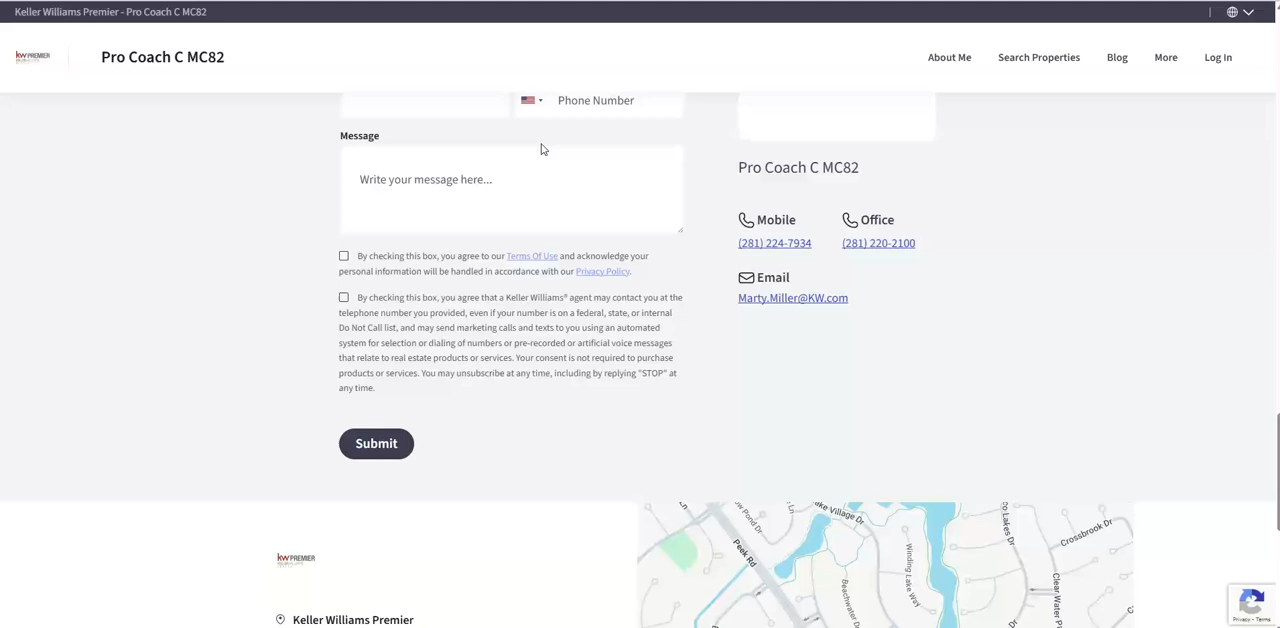 Keller Williams Premier - Pro Coach C MC82
kw PREMIER
Pro Coach C MC82
About Me
Search Properties
Blog
More
Log In
Phone Number
Message
Write your message here...
By checking this box, you agree to our Terms Of Use and acknowledge your
personal information will be handled in accordance with our Privacy Policy.
By checking this box, you agree that a Keller Williams® agent may contact you at the
telephone number you provided, even if your number is on a federal, state, or internal
Do Not Call list, and may send marketing calls and texts to you using an automated
system for selection or dialing of numbers or pre-recorded or artificial voice messages
that relate to real estate products or services. Your consent is not required to purchase
products or services. You may unsubscribe at any time, including by replying "STOP" at
any time.
Submit
Pro Coach C MC82
Mobile
(281) 224-7934
Office
(281) 220-2100
Email
Marty.Miller@KW.com
kw PREMIER
Keller Williams Premier
Peek Rd
Winding Lake Way
Crossbrook Dr
Clear Water
Privacy - Terms